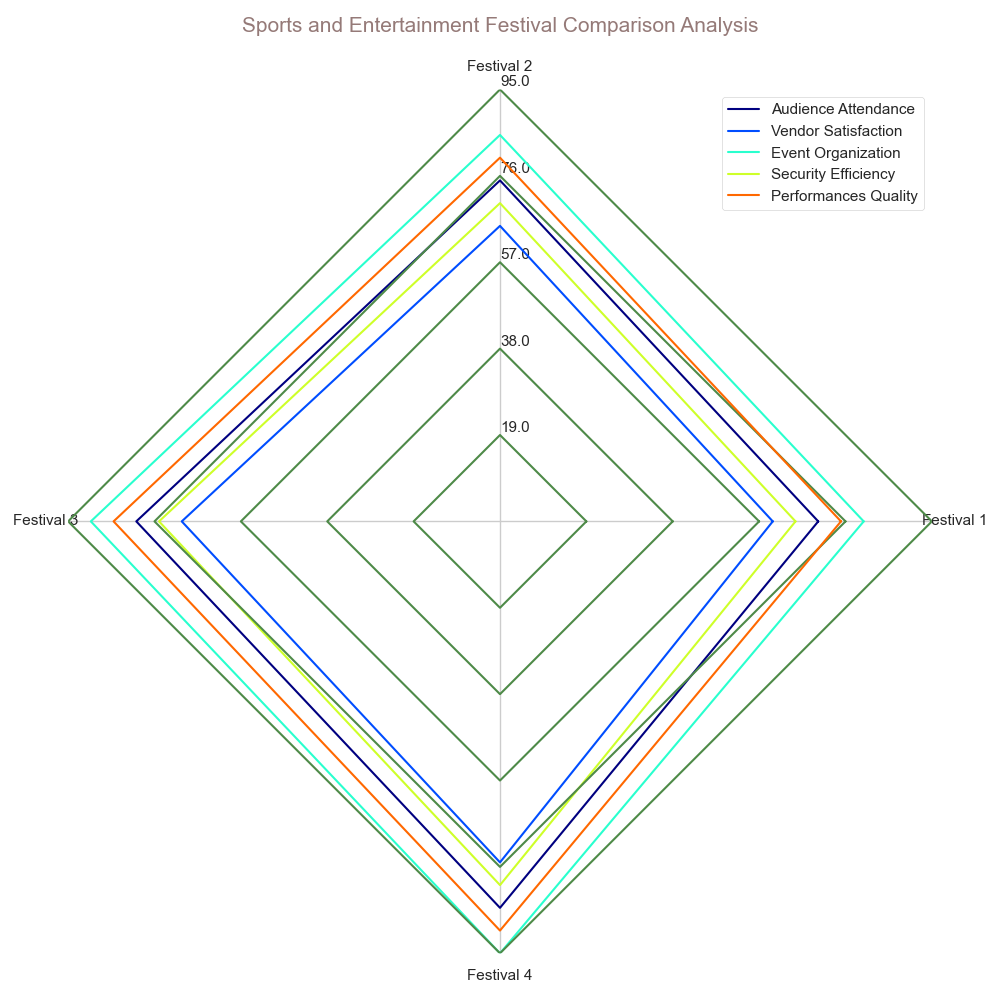 Sports and Entertainment Festival Comparison Analysis
Festival 2
95.0
Audience Attendance
Vendor Satisfaction
Event Organization
Security Efficiency
Performances Quality
76.0
57.0
38.0
19.0
Festival 3
Festival 1
Festival 4